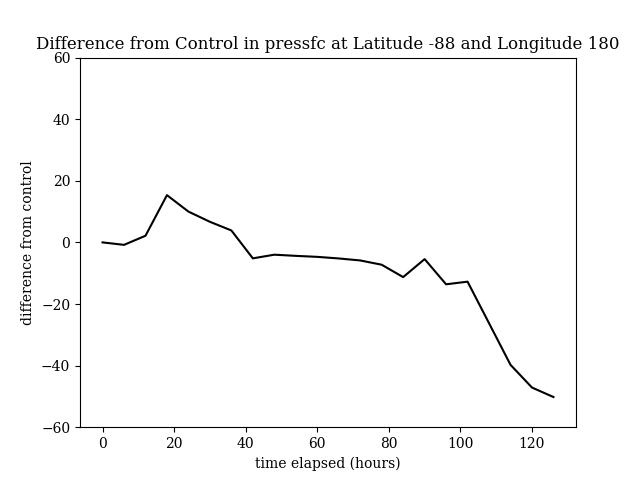 Difference from Control in pressfc at Latitude -88 and Longitude 180
60
40
20
0
−20
−40
−60
difference from control
0 20 40 60 80 100 120
time elapsed (hours)